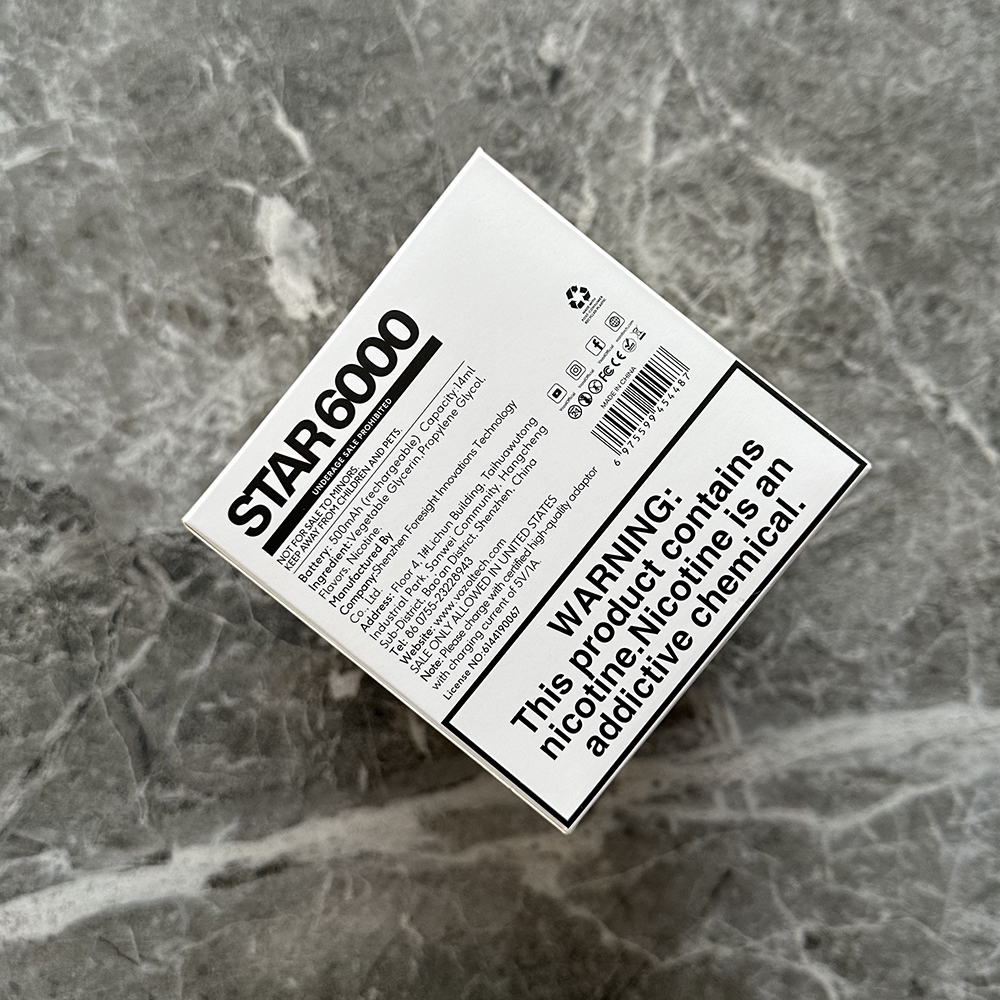 STAR 6000
UNDERAGE SALE PROHIBITED
NOT FOR SALE TO MINORS.
KEEP AWAY FROM CHILDREN AND PETS.
Battery: 500mAh (rechargeable) Capacity:14ml
Ingredient:Vegetable Glycerin,Propylene Glycol,
Flavors, Nicotine.
Manufactured By
Company:Shenzhen Foresight Innovations Technology
Co., Ltd
Address: Floor 4, 1#Lichun Building, Taihuawutong
Industrial Park, Sanwei Community, Hangcheng
Sub-District, Bao'an District, Shenzhen, China
Tel: 86 0755-23228943
Website: www.vozoltech.com
SALE ONLY ALLOWED IN UNITED STATES
Note: Please charge with certified high-quality adaptor
with charging current of 5V/1A.
License NO:6144190067
MADE IN CHINA
6 975599 454487
WARNING:
This product contains
nicotine.Nicotine is an
addictive chemical.